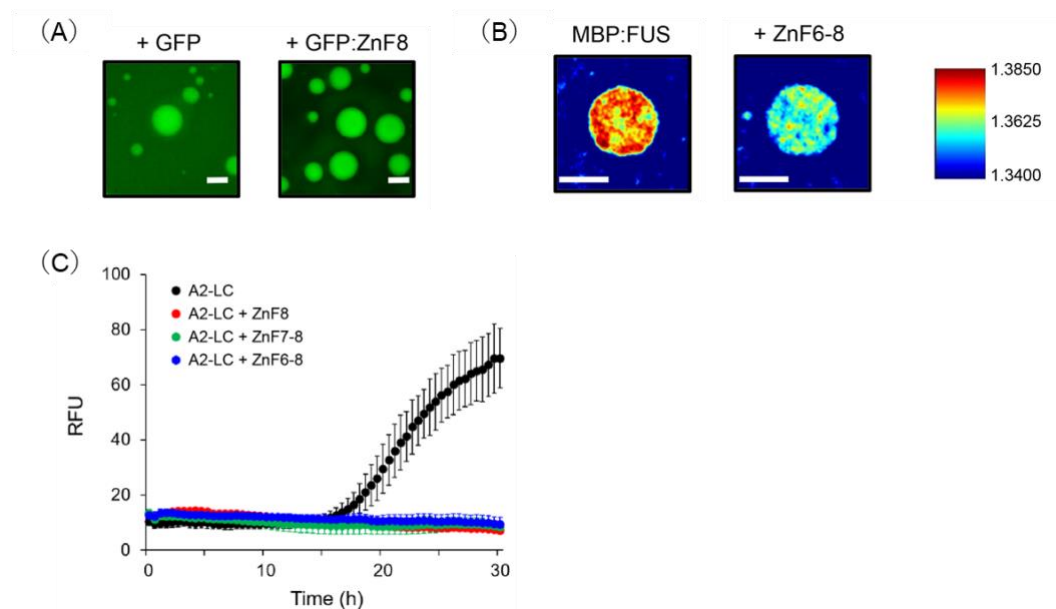 (A)
+ GFP
+ GFP:ZnF8
(B)
MBP:FUS
+ ZnF6-8
1.3850
1.3625
1.3400
(C)
100
80
60
40
20
0
RFU
A2-LC
A2-LC + ZnF8
A2-LC + ZnF7-8
A2-LC + ZnF6-8
0
10
20
30
Time (h)